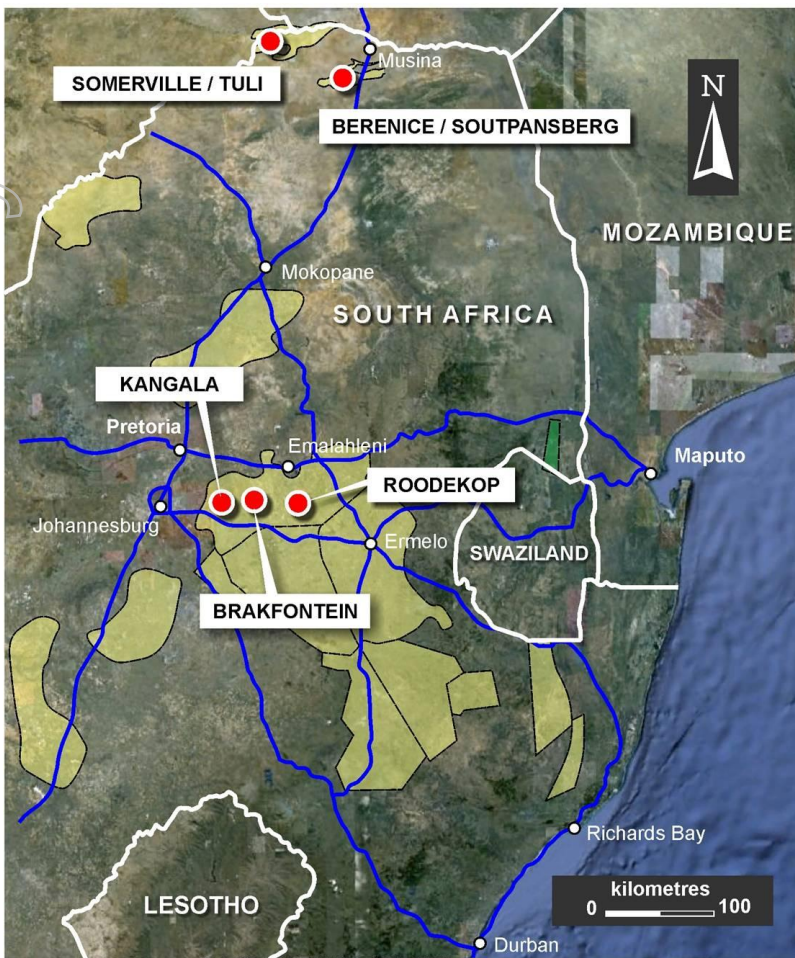 Musina
SOMERVILLE / TULI
BERENICE / SOUTPANSBERG
N
MOZAMBIQUE
Mokopane
SOUTH AFRICA
KANGALA
Pretoria
Emalahleni
Maputo
ROODEKOP
Johannesburg
Ermelo
SWAZILAND
BRAKFONTEIN
Richards Bay
kilometres
0 100
LESOTHO
Durban